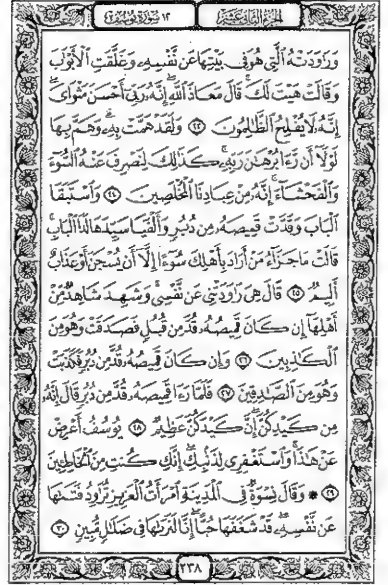 الجزء الثاني عشر ١٢ سورة يوسف
وَرَٰوَدَتْهُ ٱلَّتِى هُوَ فِى بَيْتِهَا عَن نَّفْسِهِۦ وَغَلَّقَتِ ٱلْأَبْوَٰبَ
وَقَالَتْ هَيْتَ لَكَ ۚ قَالَ مَعَاذَ ٱللَّهِ ۖ إِنَّهُۥ رَبِّىٓ أَحْسَنَ مَثْوَاىَ ۖ
إِنَّهُۥ لَا يُفْلِحُ ٱلظَّٰلِمُونَ ٢٣ وَلَقَدْ هَمَّتْ بِهِۦ ۖ وَهَمَّ بِهَا
لَوْلَآ أَن رَّءَا بُرْهَٰنَ رَبِّهِۦ ۚ كَذَٰلِكَ لِنَصْرِفَ عَنْهُ ٱلسُّوٓءَ
وَٱلْفَحْشَآءَ ۚ إِنَّهُۥ مِنْ عِبَادِنَا ٱلْمُخْلَصِينَ ٢٤ وَٱسْتَبَقَا
ٱلْبَابَ وَقَدَّتْ قَمِيصَهُۥ مِن دُبُرٍ وَأَلْفَيَا سَيِّدَهَا لَدَا ٱلْبَابِ ۚ
قَالَتْ مَا جَزَآءُ مَنْ أَرَادَ بِأَهْلِكَ سُوٓءًا إِلَّآ أَن يُسْجَنَ أَوْ عَذَابٌ
أَلِيمٌ ٢٥ قَالَ هِىَ رَٰوَدَتْنِى عَن نَّفْسِى ۚ وَشَهِدَ شَاهِدٌ مِّنْ
أَهْلِهَآ إِن كَانَ قَمِيصُهُۥ قُدَّ مِن قُبُلٍ فَصَدَقَتْ وَهُوَ مِنَ
ٱلْكَٰذِبِينَ ٢٦ وَإِن كَانَ قَمِيصُهُۥ قُدَّ مِن دُبُرٍ فَكَذَبَتْ
وَهُوَ مِنَ ٱلصَّٰدِقِينَ ٢٧ فَلَمَّا رَءَا قَمِيصَهُۥ قُدَّ مِن دُبُرٍ قَالَ إِنَّهُۥ
مِن كَيْدِكُنَّ ۖ إِنَّ كَيْدَكُنَّ عَظِيمٌ ٢٨ يُوسُفُ أَعْرِضْ
عَنْ هَٰذَا ۚ وَٱسْتَغْفِرِى لِذَنۢبِكِ ۖ إِنَّكِ كُنتِ مِنَ ٱلْخَاطِـِٔينَ
٢٩ ۞ وَقَالَ نِسْوَةٌ فِى ٱلْمَدِينَةِ ٱمْرَأَتُ ٱلْعَزِيزِ تُرَٰوِدُ فَتَىٰهَا
عَن نَّفْسِهِۦ ۖ قَدْ شَغَفَهَا حُبًّا ۖ إِنَّا لَنَرَىٰهَا فِى ضَلَٰلٍ مُّبِينٍ ٣٠
٢٣٨